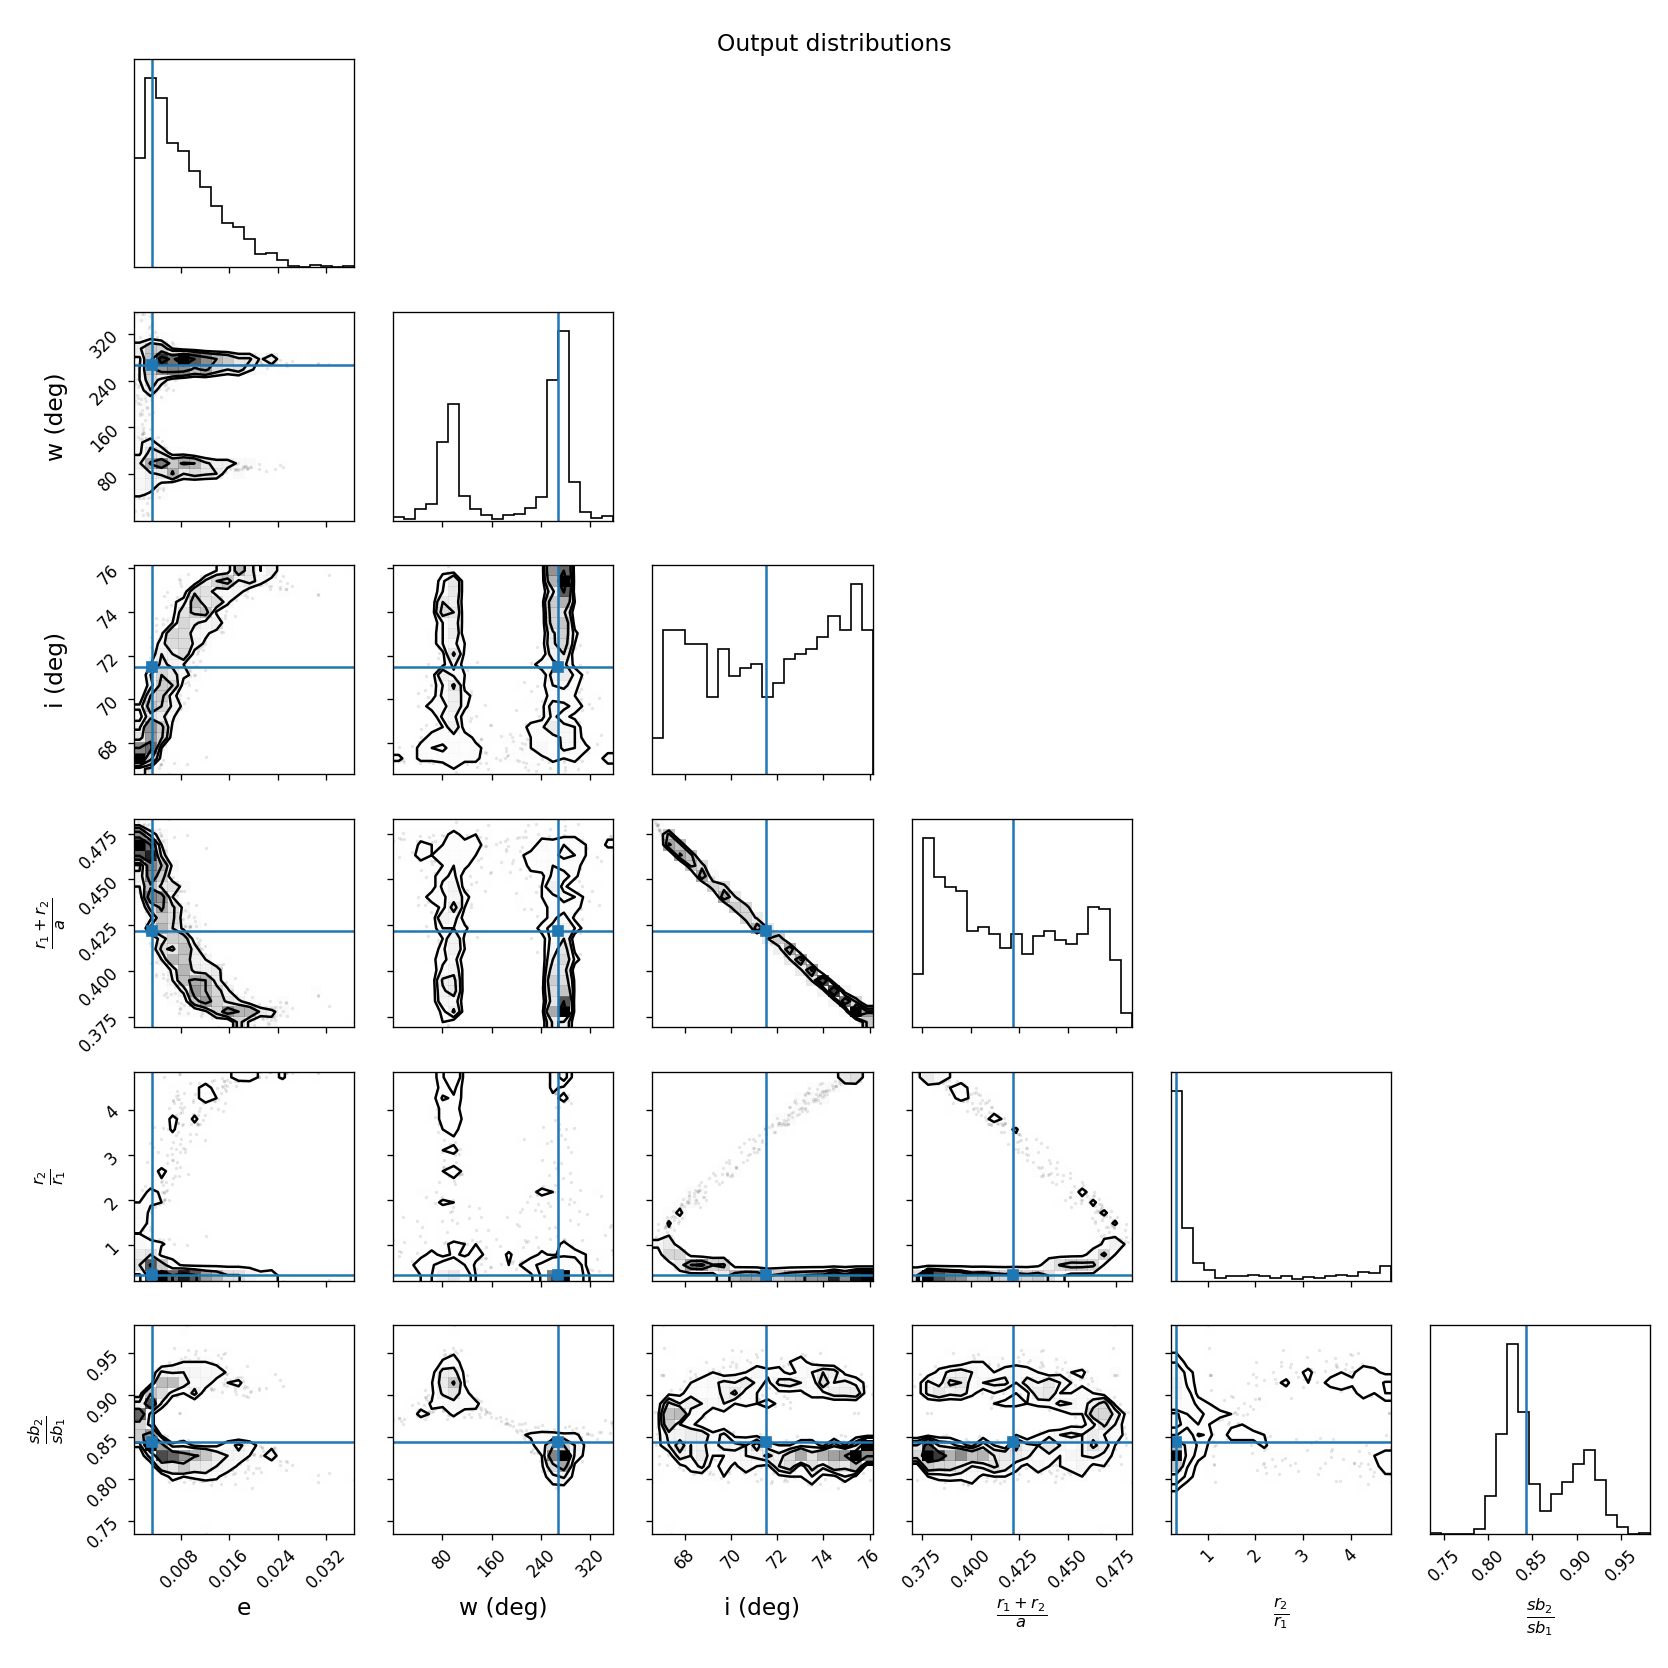 Output distributions
w (deg)
320
240
160
80
i (deg)
76
74
72
70
68
r₁ + r₂
a
0.475
0.450
0.425
0.400
0.375
r₂
r₁
4
3
2
1
sb₂
sb₁
0.95
0.90
0.85
0.80
0.75
0.008 0.016 0.024 0.032 80 160 240 320 68 70 72 74 76 0.375 0.400 0.425 0.450 0.475 1 2 3 4 0.75 0.80 0.85 0.90 0.95
e w (deg) i (deg) r₁ + r₂ r₂ sb₂
a r₁ sb₁